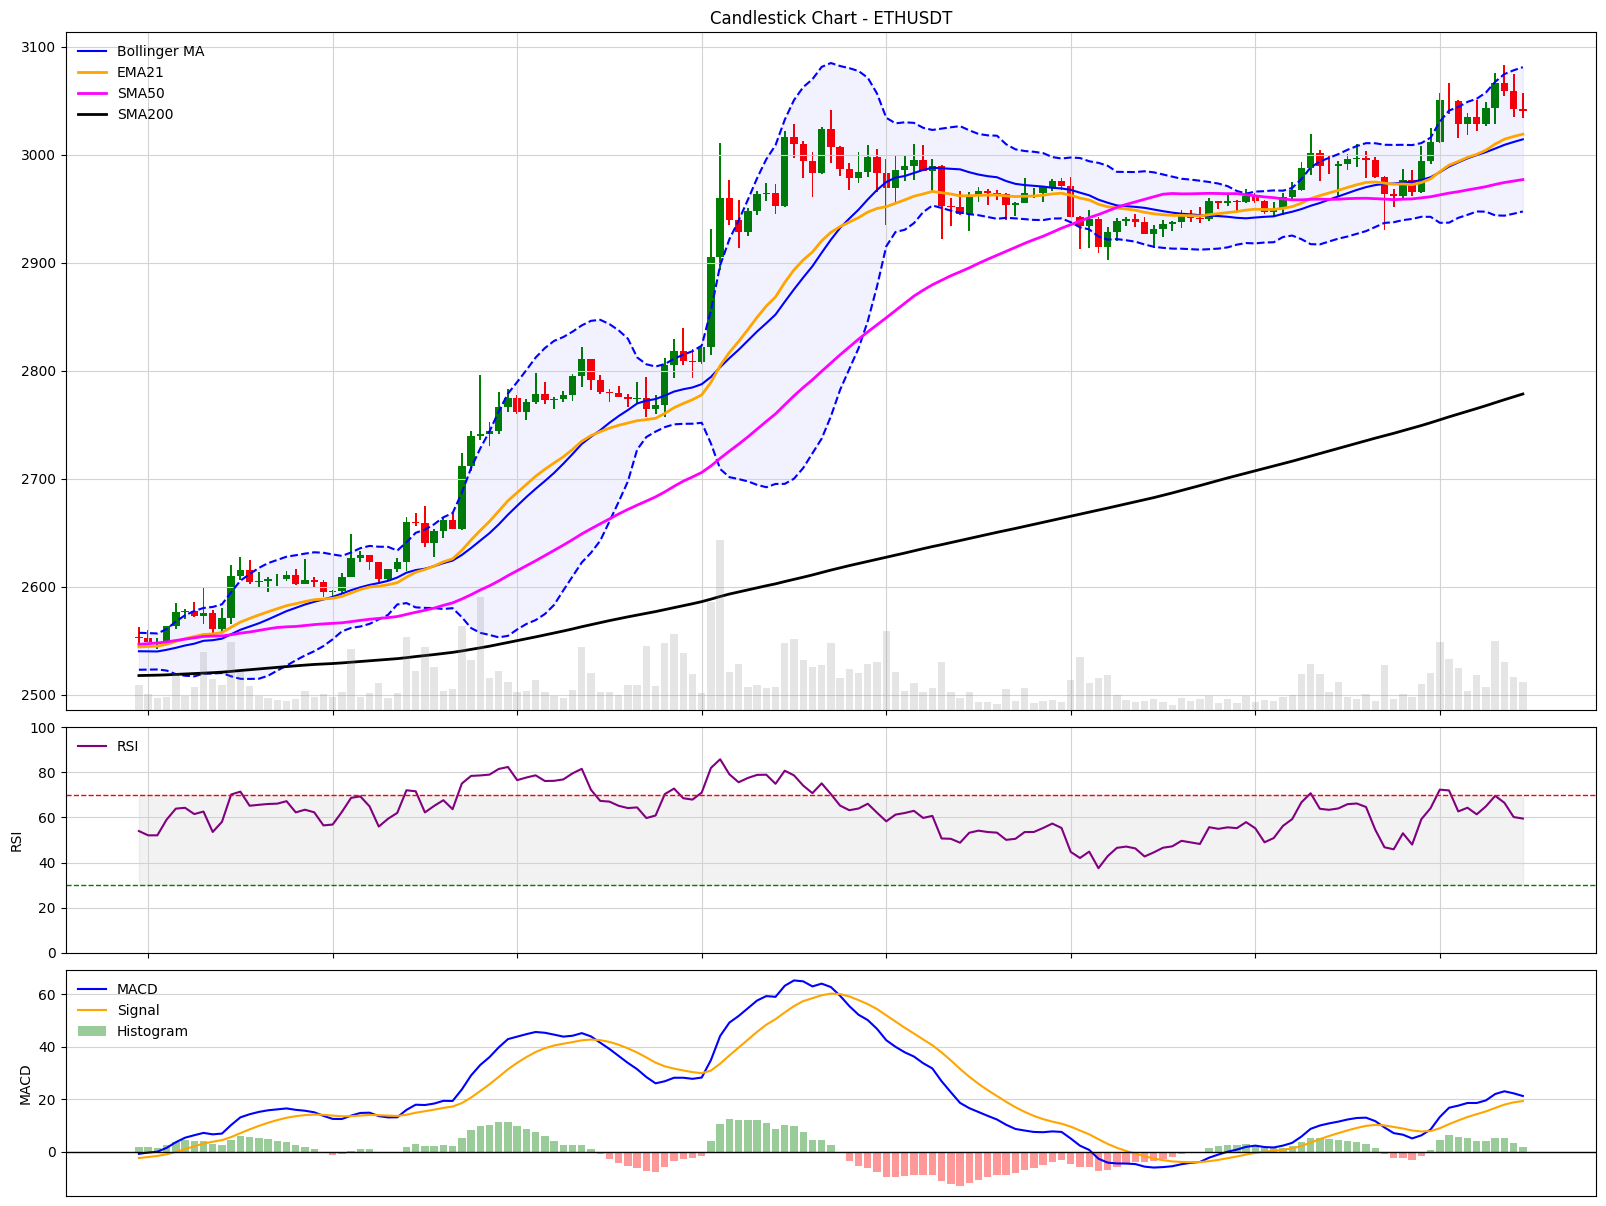 Candlestick Chart - ETHUSDT
Bollinger MA
EMA21
SMA50
SMA200
3100
3000
2900
2800
2700
2600
2500
RSI
RSI
100
80
60
40
20
0
MACD
Signal
Histogram
MACD
60
40
20
0